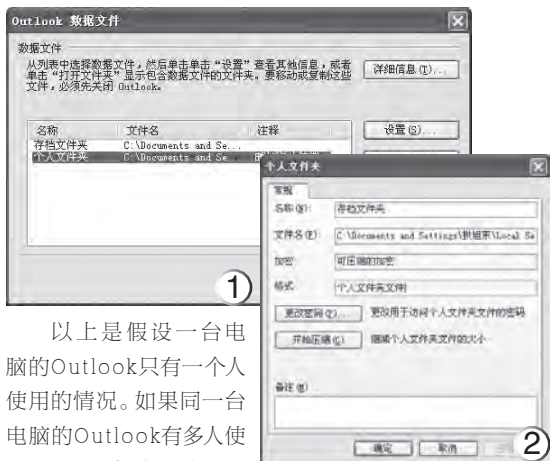 Outlook 数据文件
数据文件
从列表中选择数据文件，然后单击单击“设置”查看其他信息，或者
单击“打开文件夹”显示包含数据文件的文件夹。要移动或复制这些
文件，必须先关闭 Outlook。
详细信息(T)...
名称 文件名 注释
设置(S)...
存档文件夹 C:\Documents and Se...
个人文件夹 C:\Documents and Se...
1
个人文件夹
常规
名称(N): 存档文件夹
文件名(F): C:\Documents and Settings\ \Local Se
加密: 可压缩的加密
格式: 个人文件夹文件
更改密码(P)... 更改用于访问个人文件夹文件的密码
开始压缩(C) 缩减个人文件夹文件的大小
备注(M)
确定 取消
2
以上是假设一台电
脑的Outlook只有一个人
使用的情况。如果同一台
电脑的Outlook有多人使